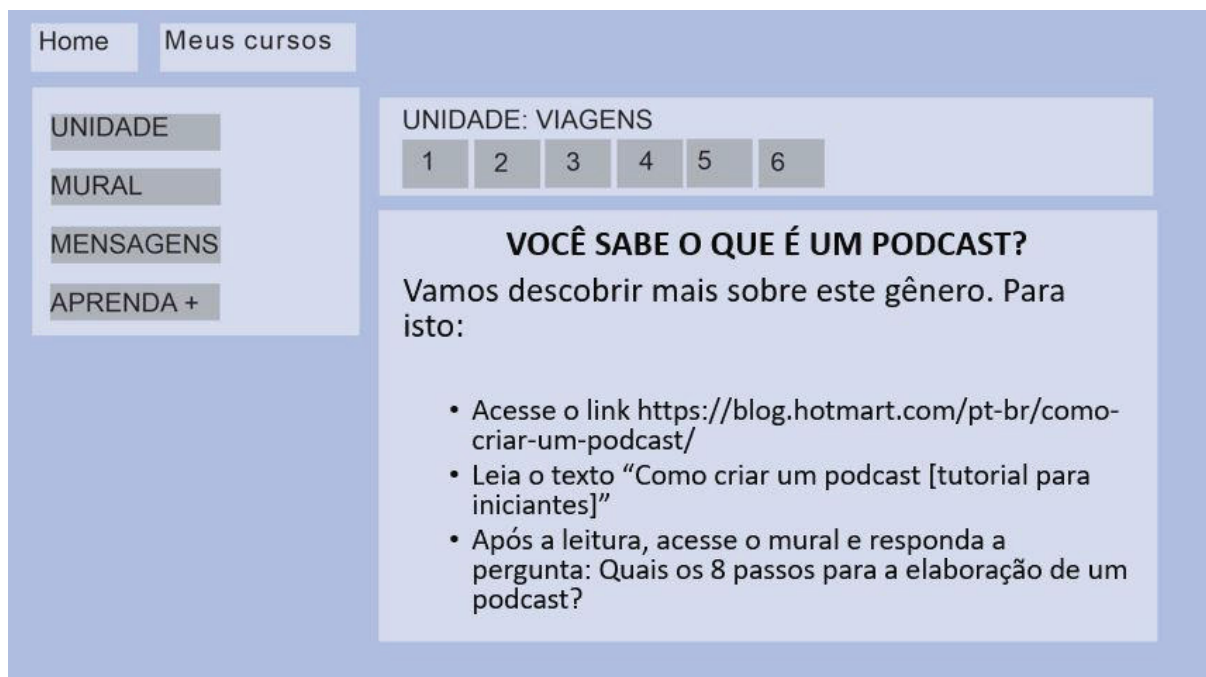 Home Meus cursos
UNIDADE
MURAL
MENSAGENS
APRENDA +
UNIDADE: VIAGENS
1 2 3 4 5 6
VOCÊ SABE O QUE É UM PODCAST?
Vamos descobrir mais sobre este gênero. Para
isto:
• Acesse o link https://blog.hotmart.com/pt-br/como-
criar-um-podcast/
• Leia o texto “Como criar um podcast [tutorial para
iniciantes]”
• Após a leitura, acesse o mural e responda a
pergunta: Quais os 8 passos para a elaboração de um
podcast?